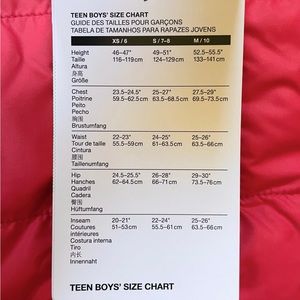 TEEN BOYS' SIZE CHART
GUIDE DES TAILLES POUR GARÇONS
TABELA DE TAMANHOS PARA RAPAZES JOVENS
XS / 6 S / 7-8 M / 10
Height 46–47" 49–51" 52.5–55.5"
Taille 116–119cm 124–129cm 133–141cm
Altura
身高
Größe
Chest 23.5–24.5" 25–27" 27.5–29"
Poitrine 59.5–62.5cm 63.5–68.5cm 69.5–73.5cm
Peito
Pecho
胸围
Brustumfang
Waist 22–23" 24–25" 25–26"
Tour de taille 55.5–59cm 61–63.5cm 63.5–66cm
Cintura
腰围
Taillenumfang
Hip 24.5–25.5" 26–28" 29–30"
Hanches 62–64.5cm 66–71cm 73.5–76cm
Quadril
Cadera
臀围
Hüftumfang
Inseam 20–21" 22–24" 25–26"
Coutures 51–53cm 55.5–61cm 63.5–66cm
intérieures
Costura interna
Tiro
内长
Innennaht
TEEN BOYS' SIZE CHART